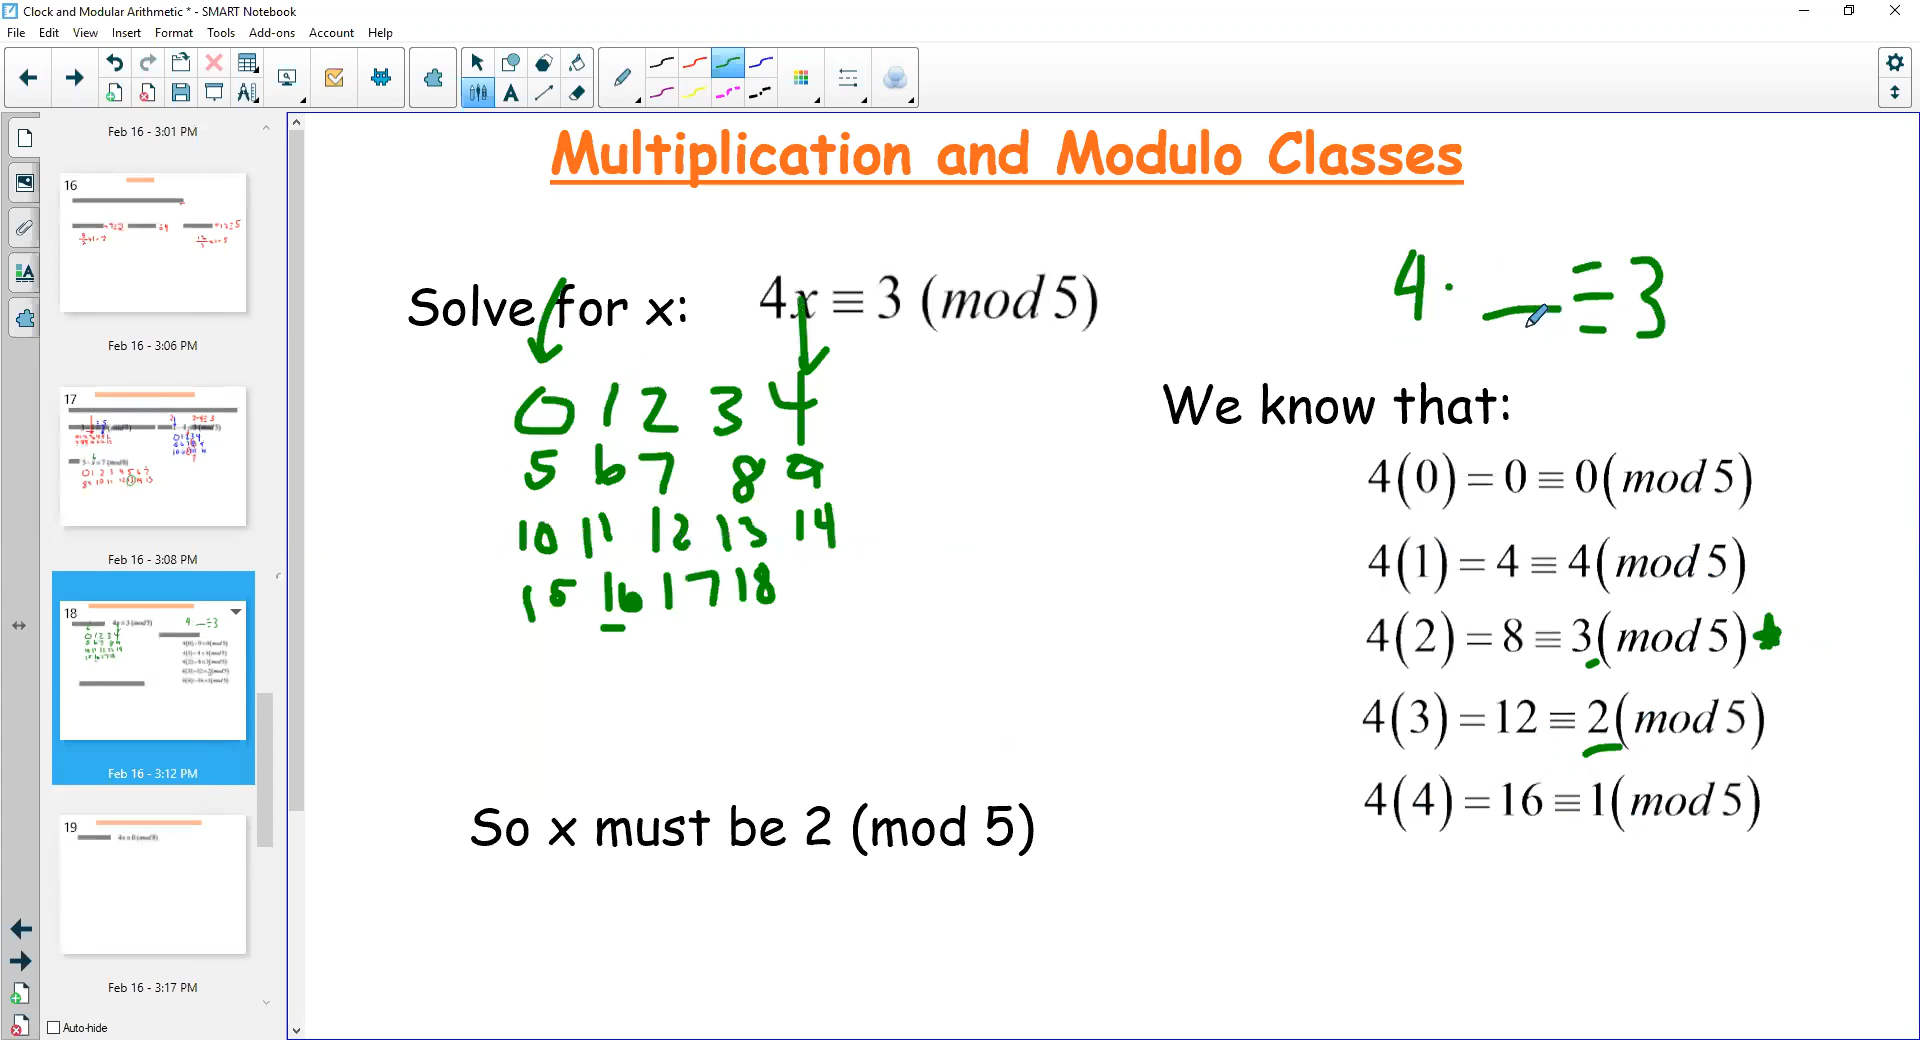 Clock and Modular Arithmetic * - SMART Notebook
File Edit View Insert Format Tools Add-ons Account Help
Feb 16 - 3:01 PM
16
Feb 16 - 3:06 PM
17
Feb 16 - 3:08 PM
18
Feb 16 - 3:12 PM
19
4x ≡ 0 (mod 5)
Feb 16 - 3:17 PM
Auto-hide
Multiplication and Modulo Classes
Solve for x: 4x ≡ 3 (mod 5)
4 · __ ≡ 3
0 1 2 3 4
5 6 7 8 9
10 11 12 13 14
15 16 17 18
So x must be 2 (mod 5)
We know that:
4(0) = 0 ≡ 0(mod 5)
4(1) = 4 ≡ 4(mod 5)
4(2) = 8 ≡ 3(mod 5)
4(3) = 12 ≡ 2(mod 5)
4(4) = 16 ≡ 1(mod 5)